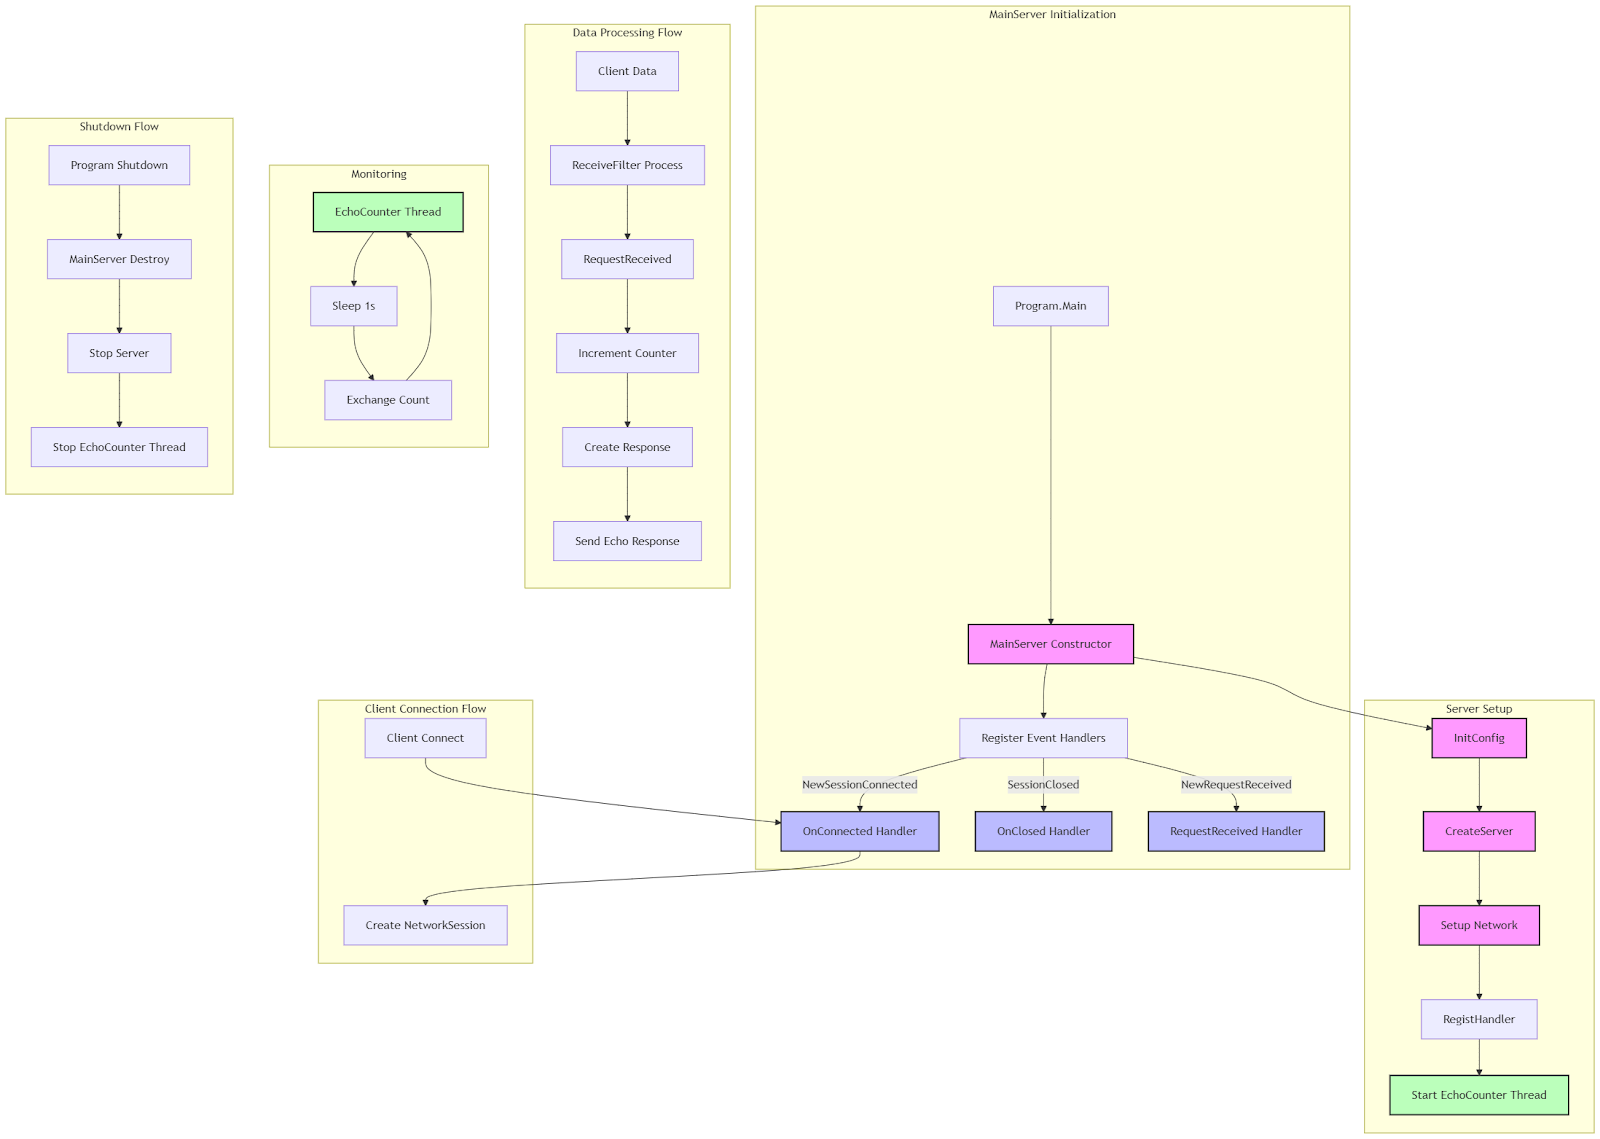 Shutdown Flow
Program Shutdown
MainServer Destroy
Stop Server
Stop EchoCounter Thread
Monitoring
EchoCounter Thread
Sleep 1s
Exchange Count
Data Processing Flow
Client Data
ReceiveFilter Process
RequestReceived
Increment Counter
Create Response
Send Echo Response
MainServer Initialization
Program.Main
MainServer Constructor
Register Event Handlers
NewSessionConnected
SessionClosed
NewRequestReceived
OnConnected Handler
OnClosed Handler
RequestReceived Handler
Client Connection Flow
Client Connect
Create NetworkSession
Server Setup
InitConfig
CreateServer
Setup Network
RegistHandler
Start EchoCounter Thread